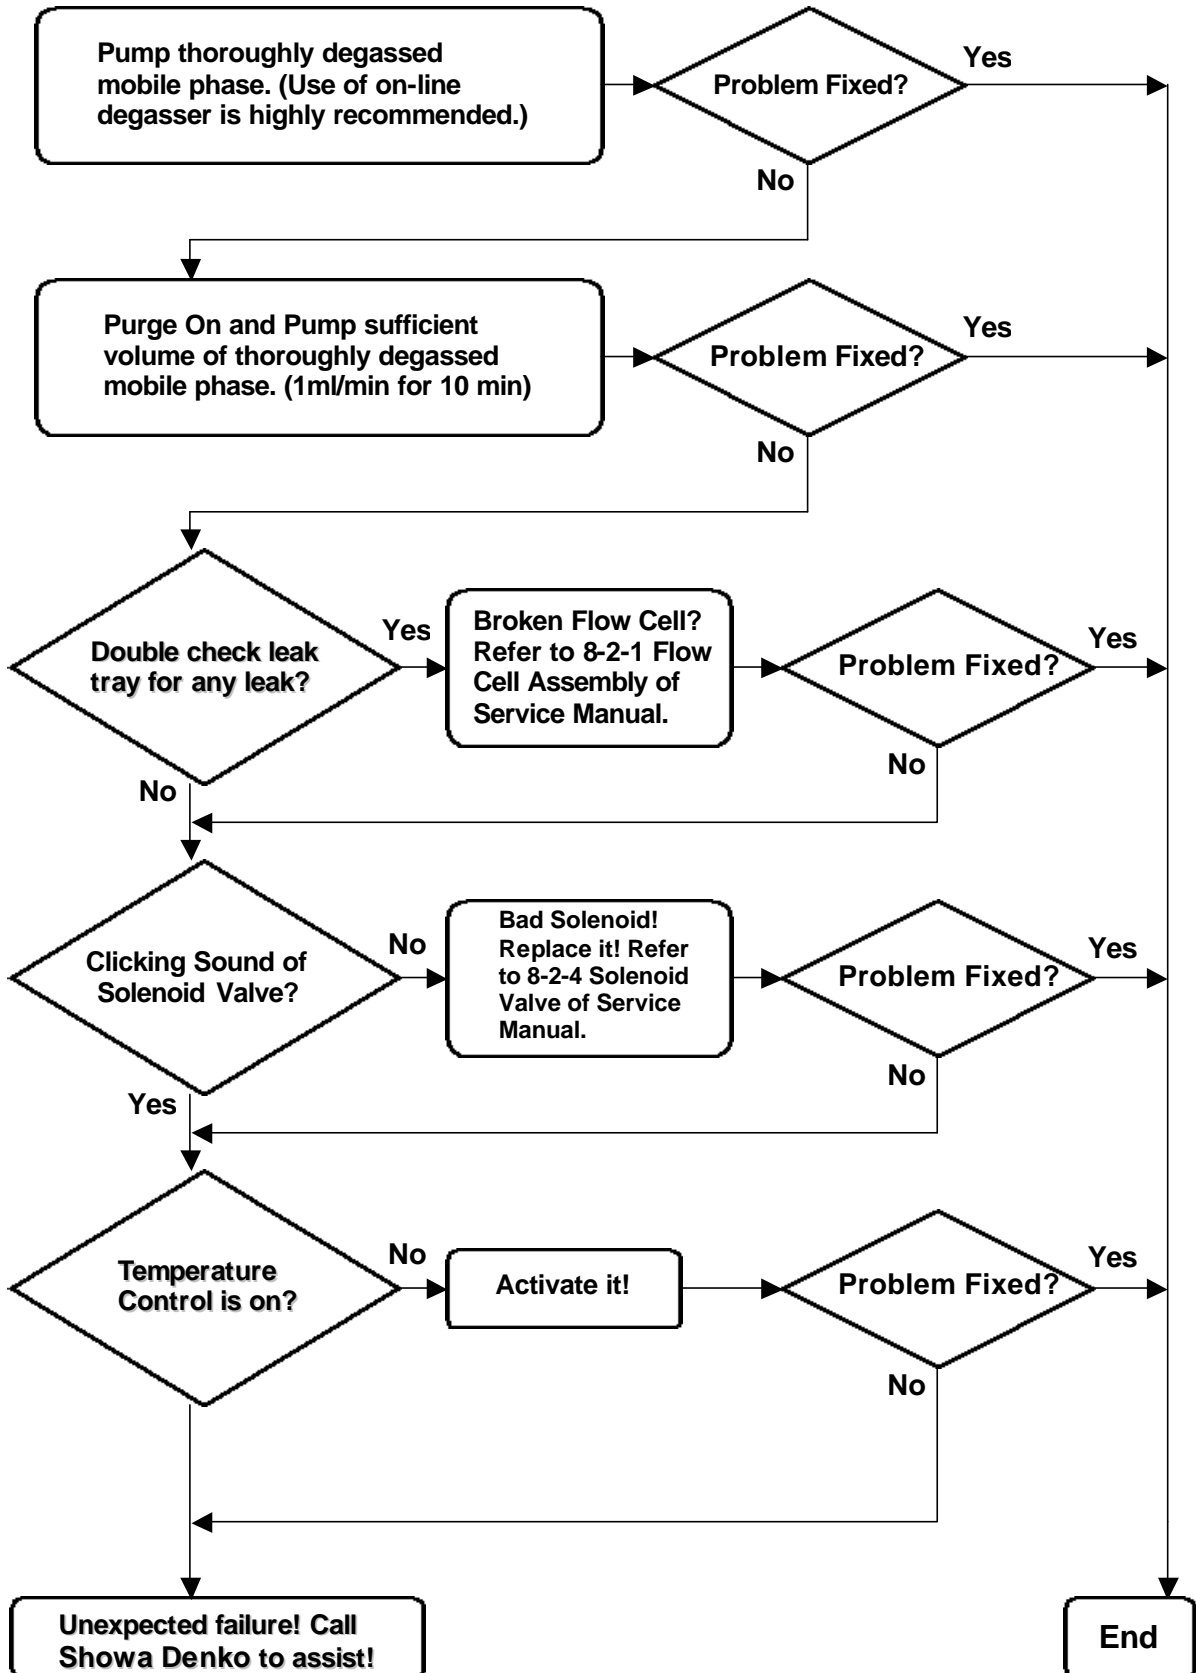 Pump thoroughly degassed
mobile phase. (Use of on-line
degasser is highly recommended.)
Problem Fixed?
Yes
No
Purge On and Pump sufficient
volume of thoroughly degassed
mobile phase. (1ml/min for 10 min)
Problem Fixed?
Yes
No
Double check leak
tray for any leak?
Yes
Broken Flow Cell?
Refer to 8-2-1 Flow
Cell Assembly of
Service Manual.
Problem Fixed?
Yes
No
No
Clicking Sound of
Solenoid Valve?
No
Bad Solenoid!
Replace it! Refer
to 8-2-4 Solenoid
Valve of Service
Manual.
Problem Fixed?
Yes
No
Yes
Temperature
Control is on?
No
Activate it!
Problem Fixed?
Yes
No
Unexpected failure! Call
Showa Denko to assist!
End